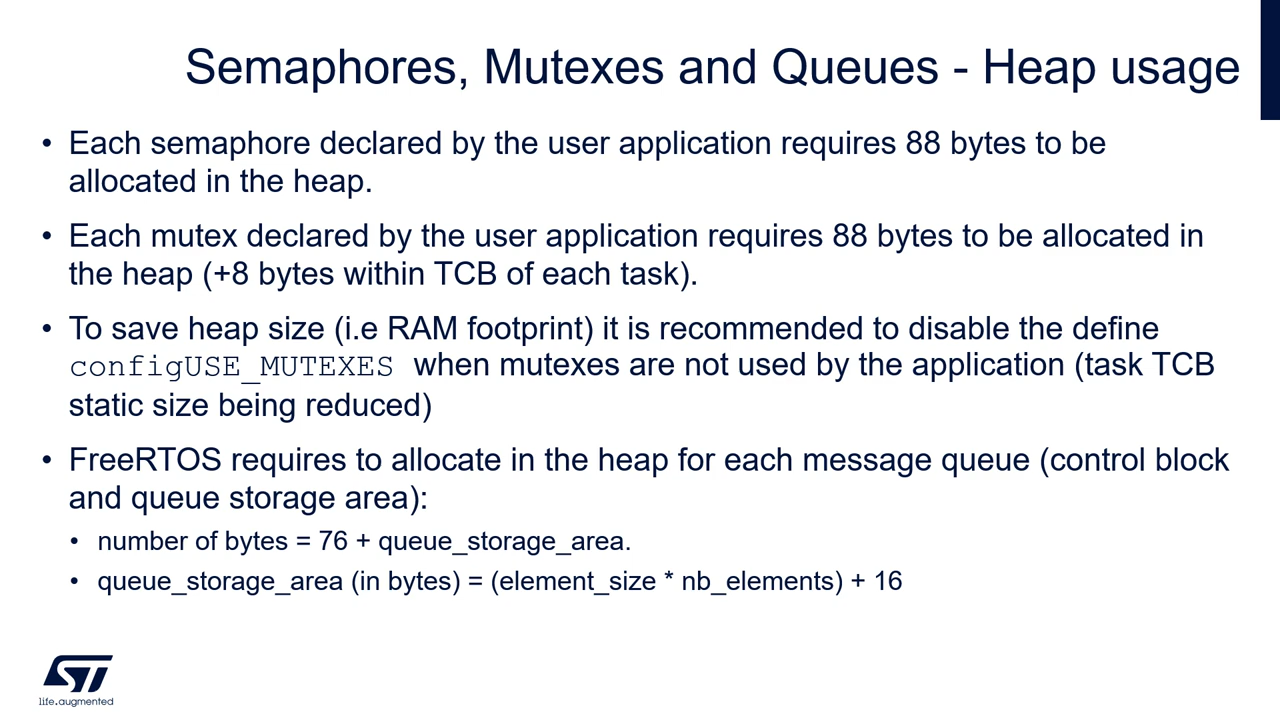 Semaphores, Mutexes and Queues - Heap usage
• Each semaphore declared by the user application requires 88 bytes to be
allocated in the heap.
• Each mutex declared by the user application requires 88 bytes to be allocated in
the heap (+8 bytes within TCB of each task).
• To save heap size (i.e RAM footprint) it is recommended to disable the define
configUSE_MUTEXES when mutexes are not used by the application (task TCB
static size being reduced)
• FreeRTOS requires to allocate in the heap for each message queue (control block
and queue storage area):
• number of bytes = 76 + queue_storage_area.
• queue_storage_area (in bytes) = (element_size * nb_elements) + 16
ST
life.augmented